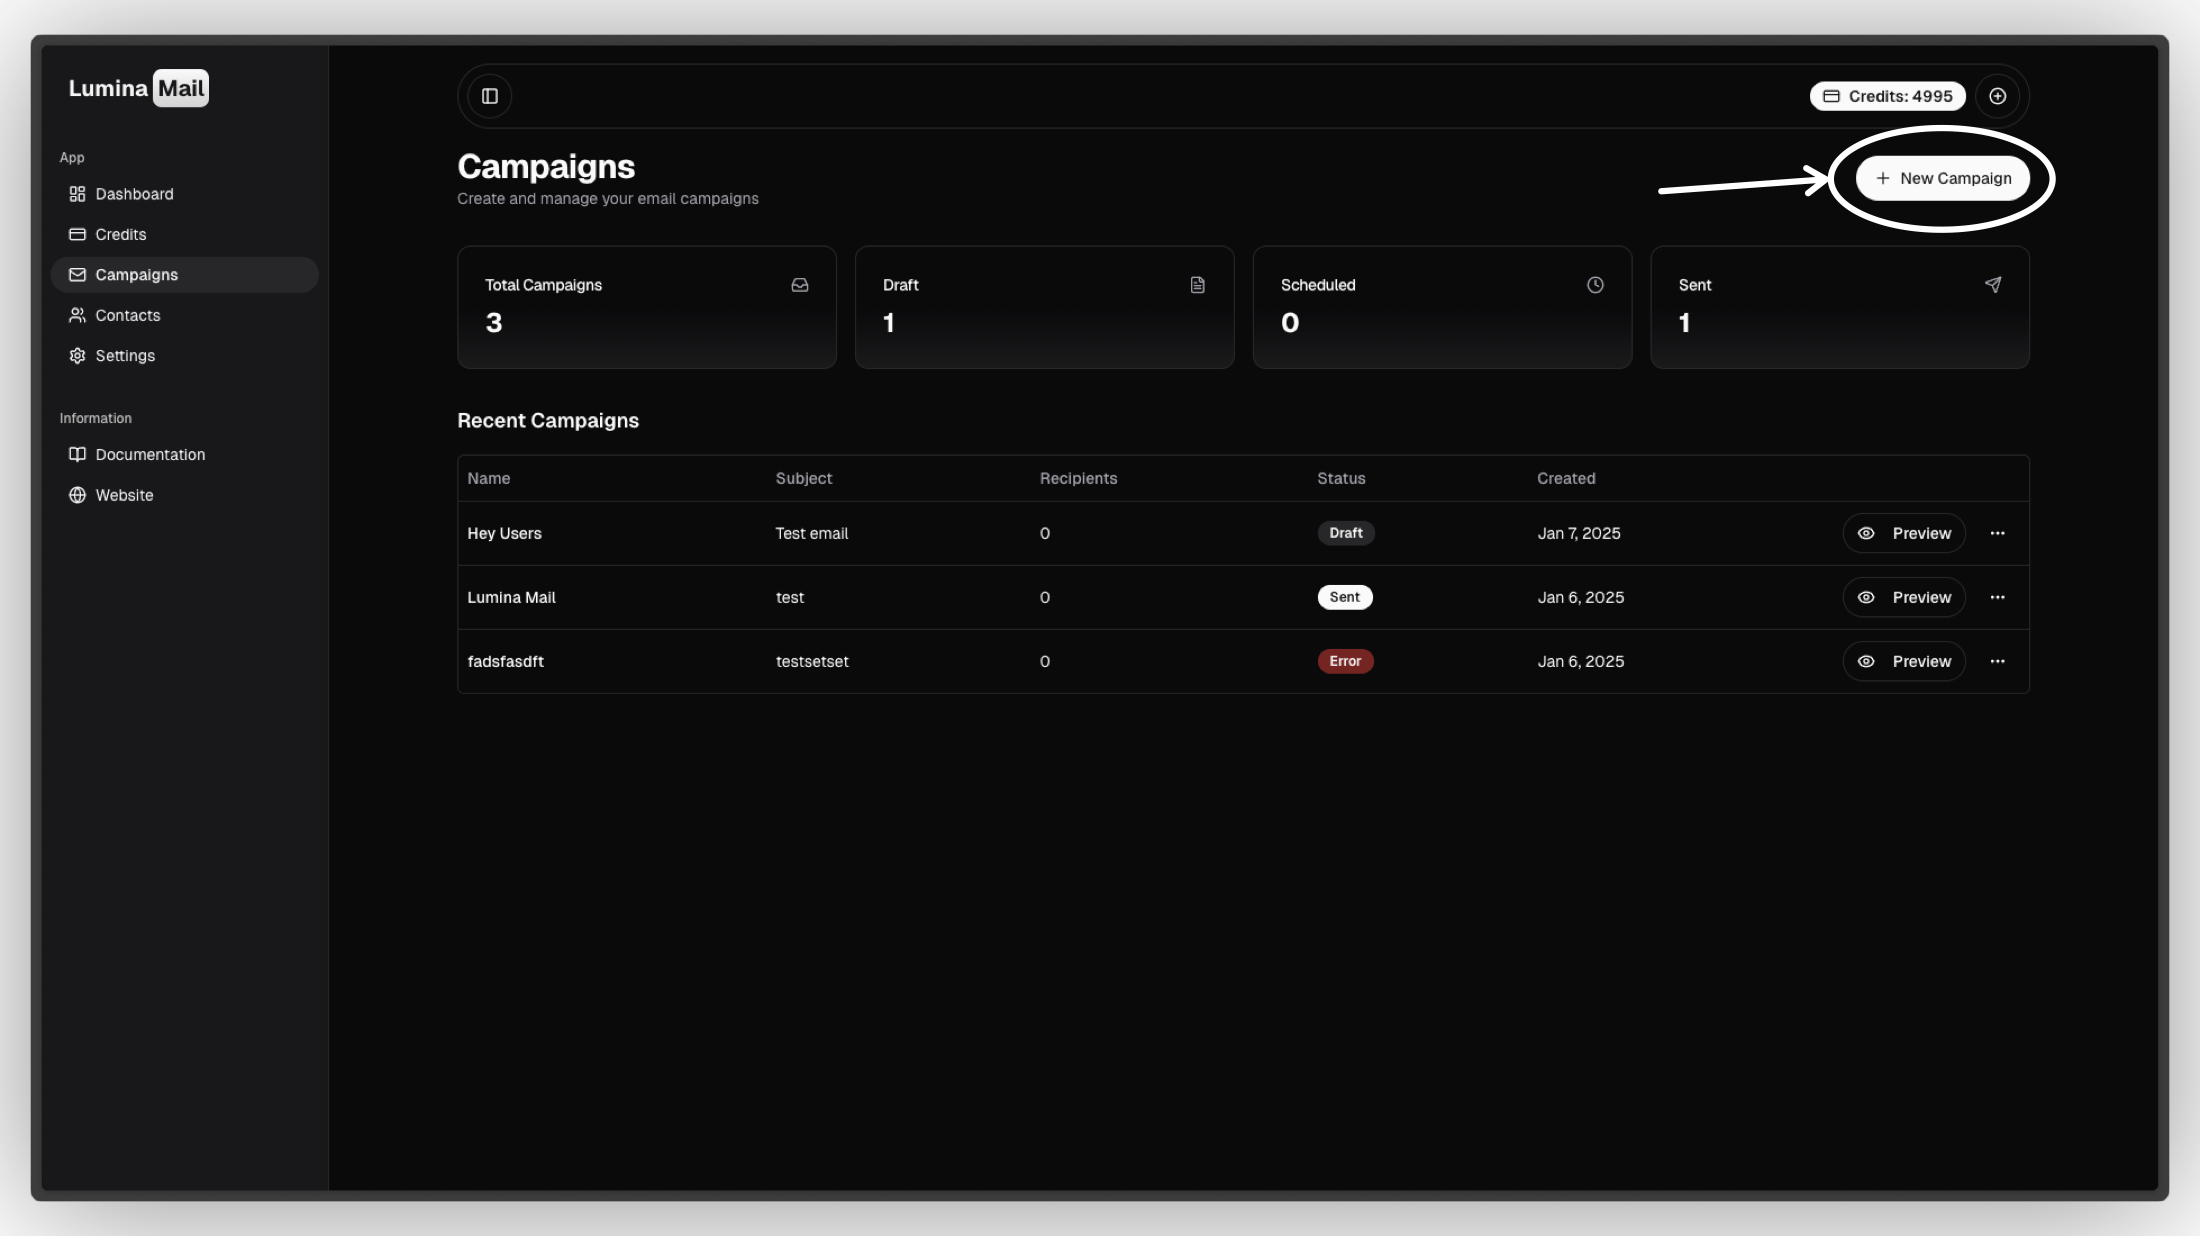 Lumina Mail
App
Dashboard
Credits
Campaigns
Contacts
Settings
Information
Documentation
Website
Credits: 4995
Campaigns
Create and manage your email campaigns
New Campaign
Total Campaigns
3
Draft
1
Scheduled
0
Sent
1
Recent Campaigns
Name Subject Recipients Status Created
Hey Users Test email 0 Draft Jan 7, 2025 Preview
Lumina Mail test 0 Sent Jan 6, 2025 Preview
fadsfasdft testsetset 0 Error Jan 6, 2025 Preview